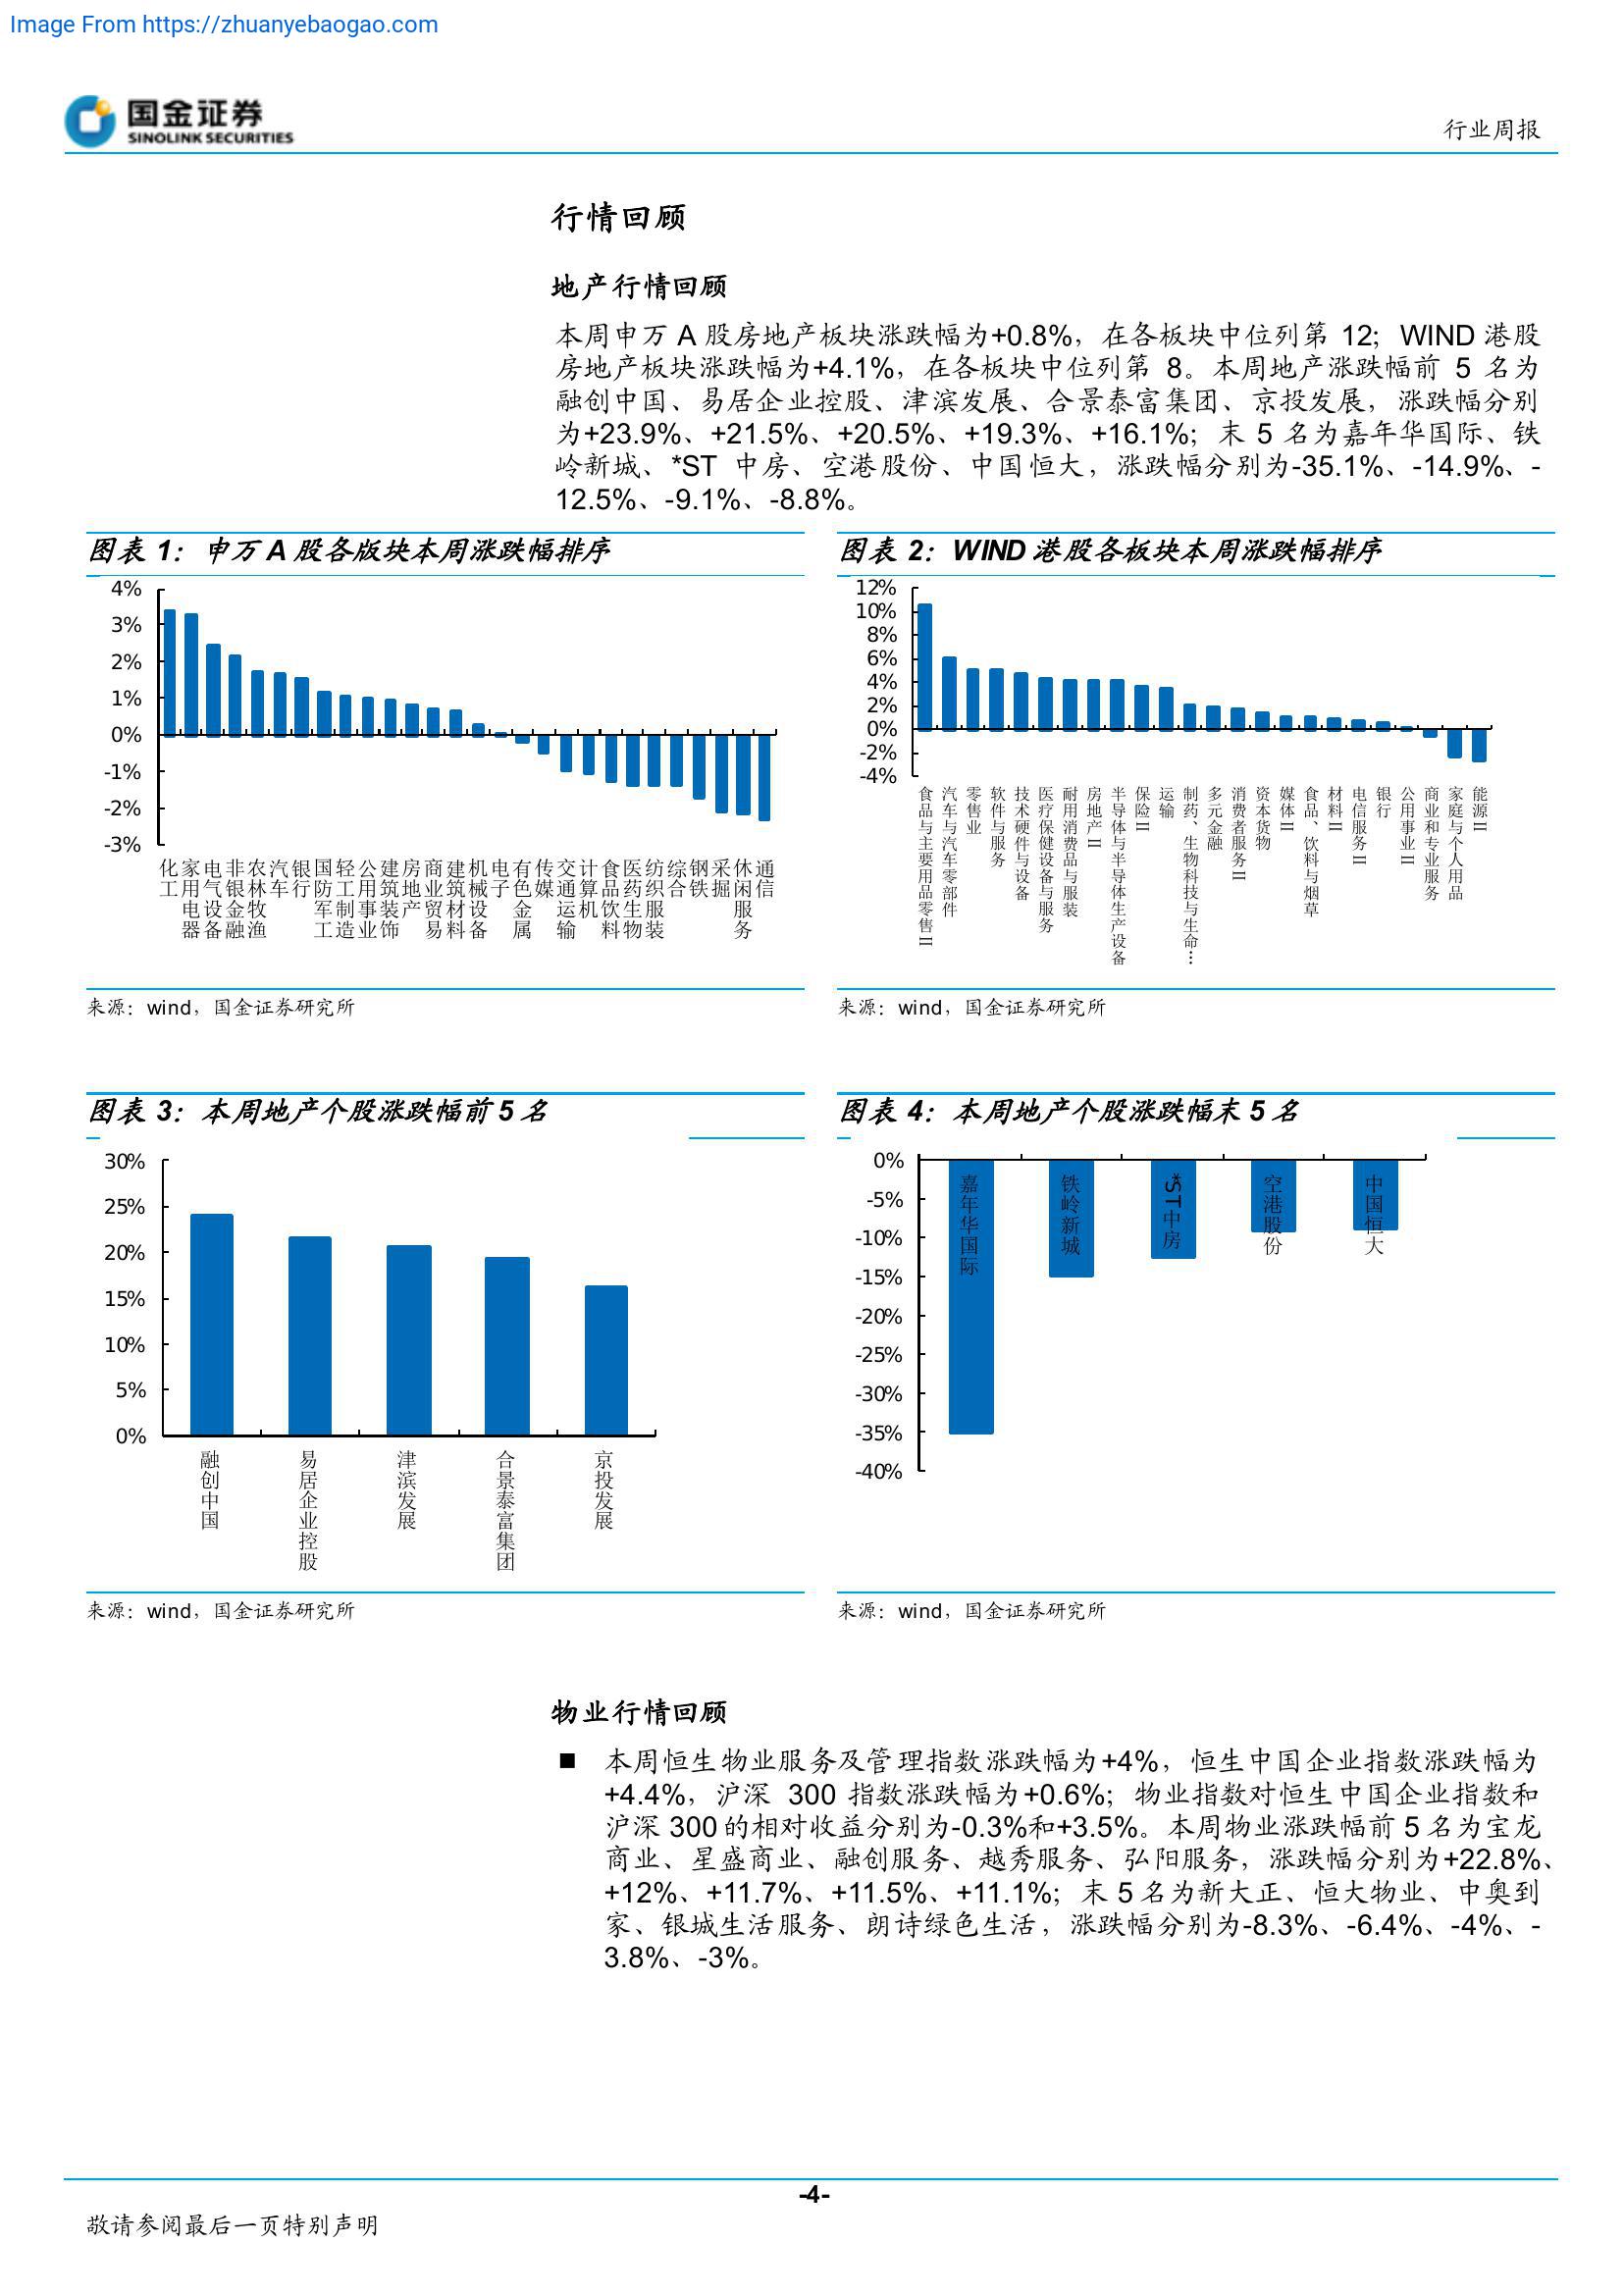 Image From https://zhuanyebaogao.com
国金证券
SINOLINK SECURITIES
行业周报
行情回顾
地产行情回顾
本周申万 A 股房地产板块涨跌幅为+0.8%，在各板块中位列第 12；WIND 港股
房地产板块涨跌幅为+4.1%，在各板块中位列第 8。本周地产涨跌幅前 5 名为
融创中国、易居企业控股、津滨发展、合景泰富集团、京投发展，涨跌幅分别
为+23.9%、+21.5%、+20.5%、+19.3%、+16.1%；末 5 名为嘉年华国际、铁
岭新城、*ST 中房、空港股份、中国恒大，涨跌幅分别为-35.1%、-14.9%、-
12.5%、-9.1%、-8.8%。
图表 1：申万 A 股各版块本周涨跌幅排序
4%
3%
2%
1%
0%
-1%
-2%
-3%
化工
家用电器
电气设备
非银金融
农林牧渔
汽车
银行
国防军工
轻工制造
公用事业
建筑装饰
房地产
商业贸易
建筑材料
机械设备
电子
有色金属
传媒
交通运输
计算机
食品饮料
医药生物
纺织服装
综合
钢铁
采掘
休闲服务
通信
来源：wind，国金证券研究所
图表 2：WIND 港股各板块本周涨跌幅排序
12%
10%
8%
6%
4%
2%
0%
-2%
-4%
食品与主要用品零售II
汽车与汽车零部件
零售业
软件与服务
技术硬件与设备
医疗保健设备与服务
耐用消费品与服装
房地产II
半导体与半导体生产设备
保险II
运输
制药、生物科技与生命…
多元金融
消费者服务II
资本货物
媒体II
食品、饮料与烟草
材料II
电信服务II
银行
公用事业II
商业和专业服务
家庭与个人用品
能源II
来源：wind，国金证券研究所
图表 3：本周地产个股涨跌幅前 5 名
30%
25%
20%
15%
10%
5%
0%
融创中国
易居企业控股
津滨发展
合景泰富集团
京投发展
来源：wind，国金证券研究所
图表 4：本周地产个股涨跌幅末 5 名
0%
-5%
-10%
-15%
-20%
-25%
-30%
-35%
-40%
嘉年华国际
铁岭新城
*ST中房
空港股份
中国恒大
来源：wind，国金证券研究所
物业行情回顾
■ 本周恒生物业服务及管理指数涨跌幅为+4%，恒生中国企业指数涨跌幅为
+4.4%，沪深 300 指数涨跌幅为+0.6%；物业指数对恒生中国企业指数和
沪深 300 的相对收益分别为-0.3%和+3.5%。本周物业涨跌幅前 5 名为宝龙
商业、星盛商业、融创服务、越秀服务、弘阳服务，涨跌幅分别为+22.8%、
+12%、+11.7%、+11.5%、+11.1%；末 5 名为新大正、恒大物业、中奥到
家、银城生活服务、朗诗绿色生活，涨跌幅分别为-8.3%、-6.4%、-4%、-
3.8%、-3%。
-4-
敬请参阅最后一页特别声明